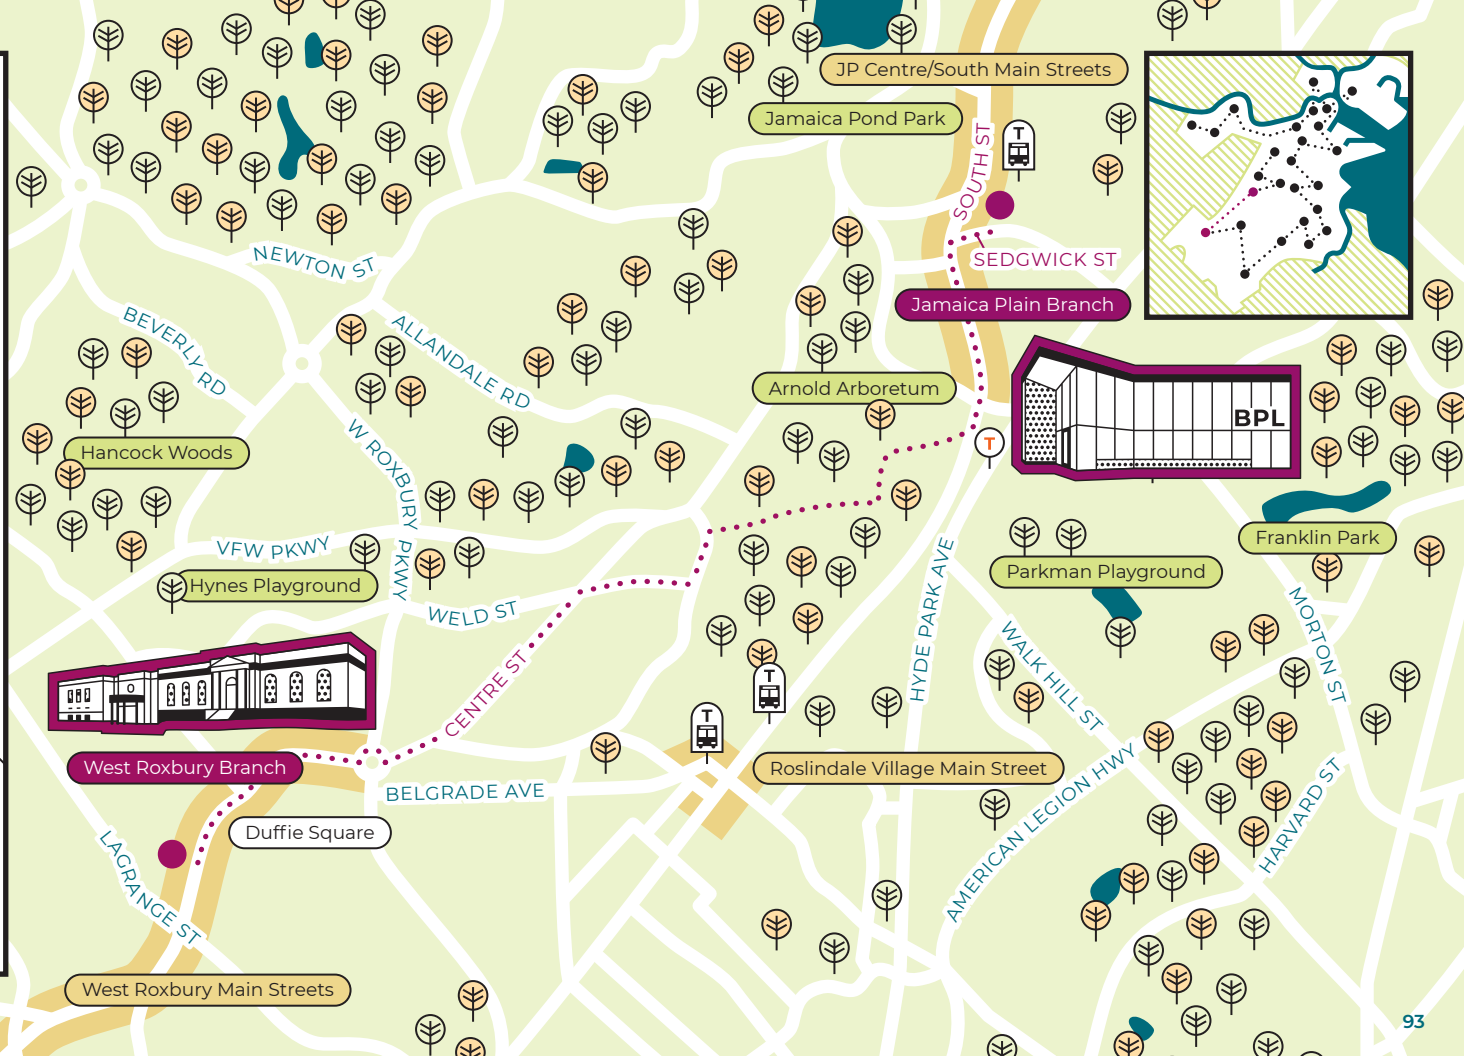 JP Centre/South Main Streets
Jamaica Pond Park
T
SOUTH ST
SEDGWICK ST
NEWTON ST
Jamaica Plain Branch
BEVERLY RD
ALLANDALE RD
Arnold Arboretum
BPL
T
W ROXBURY PKWY
Hancock Woods
VFW PKWY
Franklin Park
Hynes Playground
Parkman Playground
WELD ST
HYDE PARK AVE
MORTON ST
WALK HILL ST
CENTRE ST
T
T
West Roxbury Branch
Roslindale Village Main Street
BELGRADE AVE
AMERICAN LEGION HWY
HARVARD ST
Duffie Square
LAGRANGE ST
West Roxbury Main Streets
93